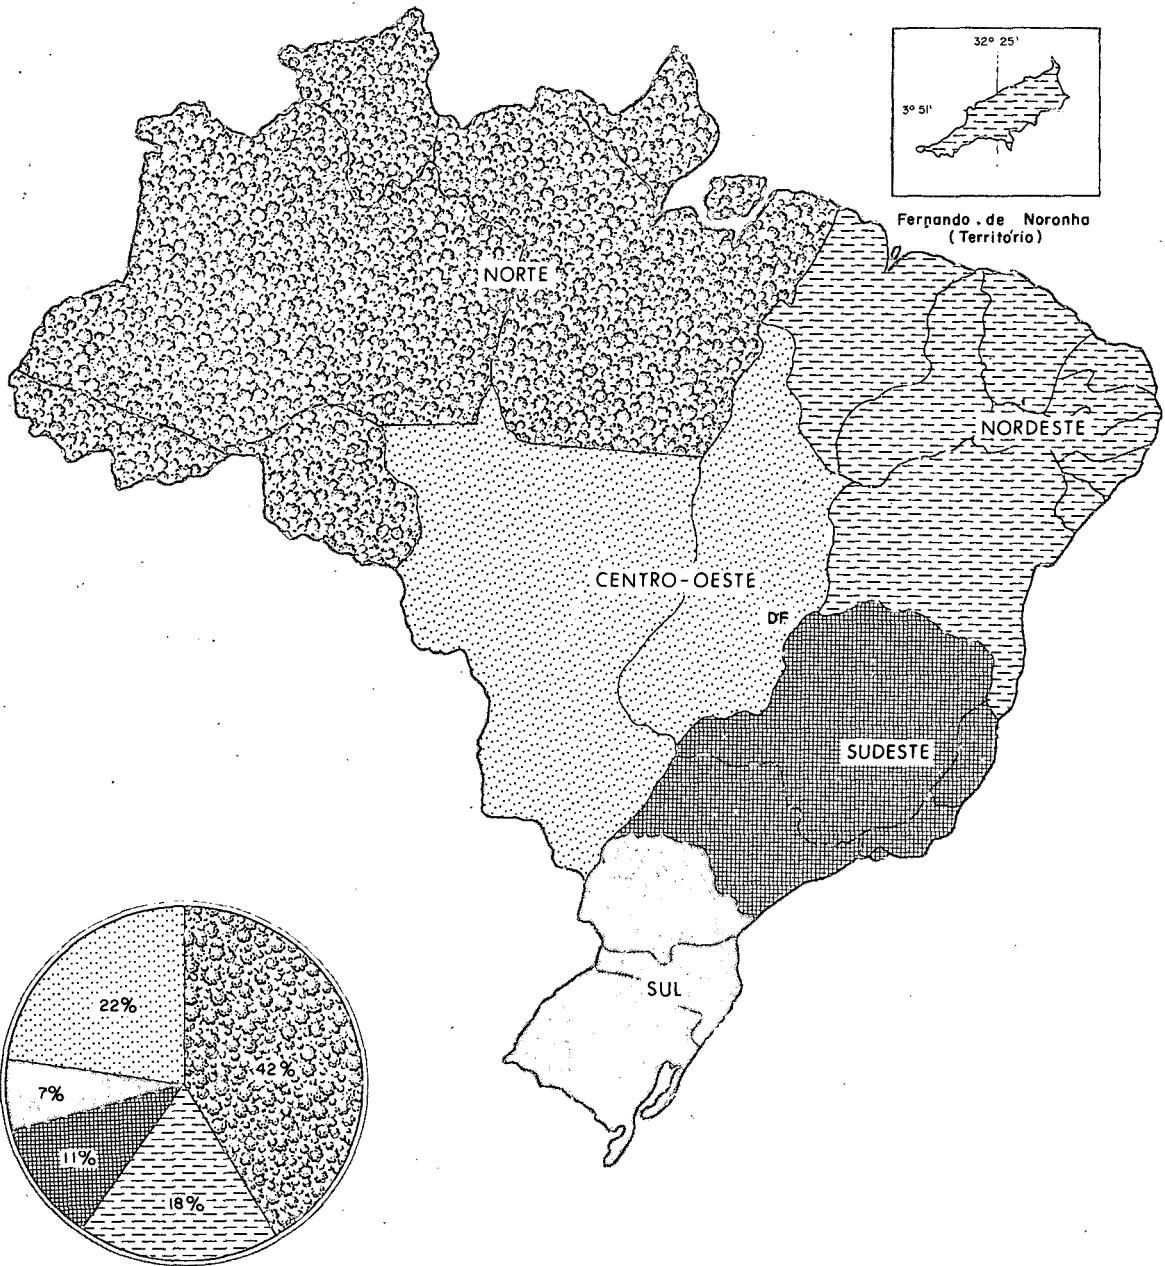 32° 25'
3° 51'
Fernando de Noronha
(Território)
NORTE
NORDESTE
CENTRO-OESTE
DF
SUDESTE
SUL
22%
42%
7%
11%
18%